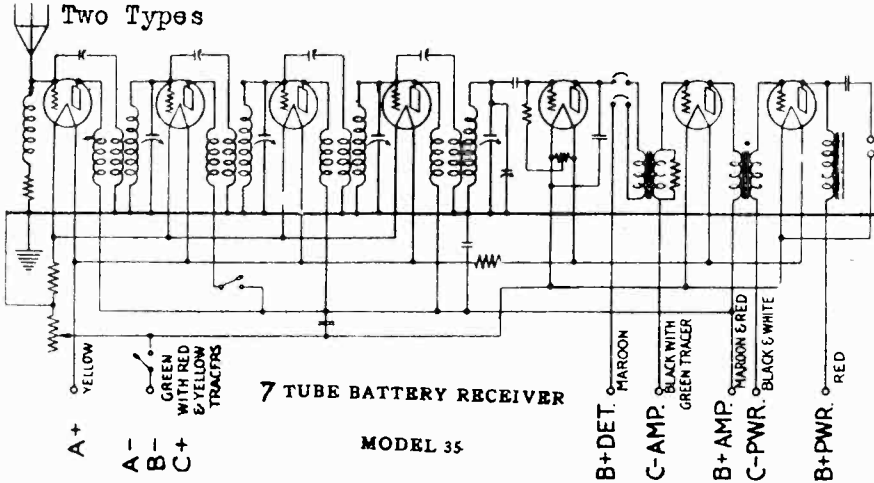 Two Types
YELLOW
A+
GREEN
WITH RED
& YELLOW
TRACERS
A-
B-
C+
7 TUBE BATTERY RECEIVER
MODEL 35
MAROON
B+DET.
BLACK WITH
GREEN TRACER
C-AMP.
MAROON & RED
B+AMP.
BLACK & WHITE
C-PWR.
RED
B+PWR.